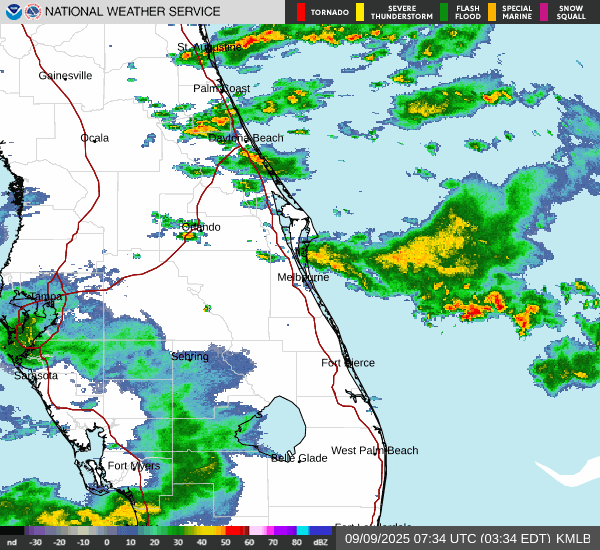 NATIONAL WEATHER SERVICE
TORNADO
SEVERE
THUNDERSTORM
FLASH
FLOOD
SPECIAL
MARINE
SNOW
SQUALL
St. Augustine
Gainesville
Palm Coast
Ocala
Daytona Beach
Orlando
Melbourne
Tampa
Sebring
Fort Pierce
Sarasota
West Palm Beach
Belle Glade
Fort Myers
Fort Lauderdale
nd -30 -20 -10 0 10 20 30 40 50 60 70 80 dBZ
09/09/2025 07:34 UTC (03:34 EDT) KMLB